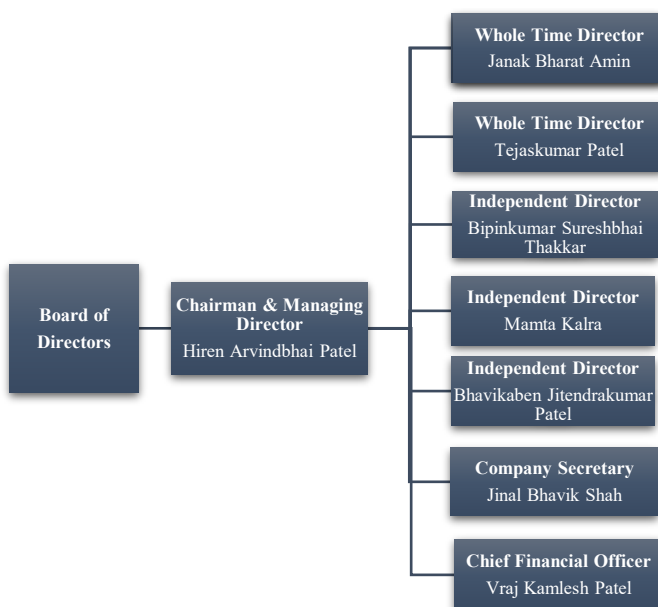 Board of
Directors
Chairman & Managing
Director
Hiren Arvindbhai Patel
Whole Time Director
Janak Bharat Amin
Whole Time Director
Tejaskumar Patel
Independent Director
Bipinkumar Sureshbhai
Thakkar
Independent Director
Mamta Kalra
Independent Director
Bhavikaben Jitendrakumar
Patel
Company Secretary
Jinal Bhavik Shah
Chief Financial Officer
Vraj Kamlesh Patel